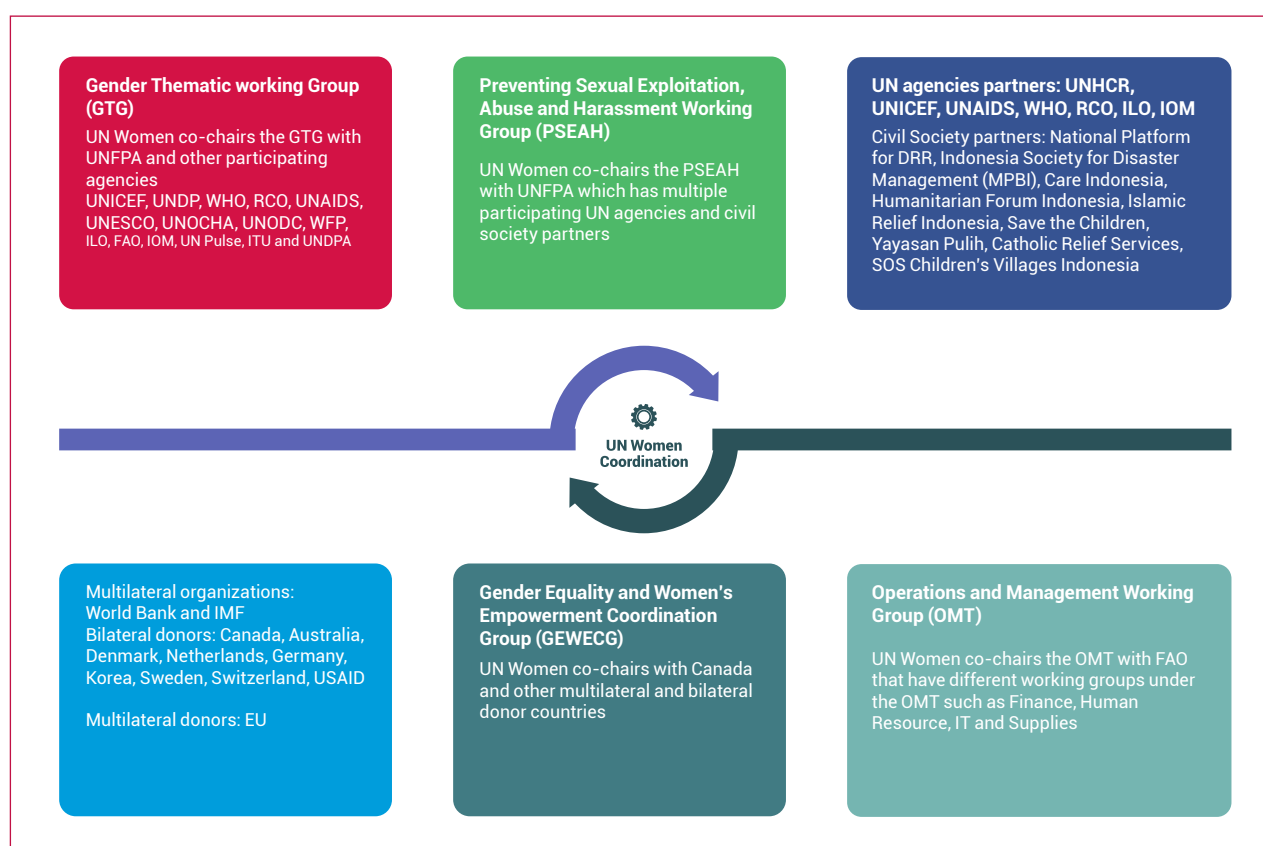 Gender Thematic working Group
(GTG)
UN Women co-chairs the GTG with
UNFPA and other participating
agencies
UNICEF, UNDP, WHO, RCO, UNAIDS,
UNESCO, UNOCHA, UNODC, WFP,
ILO, FAO, IOM, UN Pulse, ITU and UNDPA
Preventing Sexual Exploitation,
Abuse and Harassment Working
Group (PSEAH)
UN Women co-chairs the PSEAH
with UNFPA which has multiple
participating UN agencies and civil
society partners
UN agencies partners: UNHCR,
UNICEF, UNAIDS, WHO, RCO, ILO, IOM
Civil Society partners: National Platform
for DRR, Indonesia Society for Disaster
Management (MPBI), Care Indonesia,
Humanitarian Forum Indonesia, Islamic
Relief Indonesia, Save the Children,
Yayasan Pulih, Catholic Relief Services,
SOS Children's Villages Indonesia
UN Women
Coordination
Multilateral organizations:
World Bank and IMF
Bilateral donors: Canada, Australia,
Denmark, Netherlands, Germany,
Korea, Sweden, Switzerland, USAID
Multilateral donors: EU
Gender Equality and Women's
Empowerment Coordination
Group (GEWECG)
UN Women co-chairs with Canada
and other multilateral and bilateral
donor countries
Operations and Management Working
Group (OMT)
UN Women co-chairs the OMT with FAO
that have different working groups under
the OMT such as Finance, Human
Resource, IT and Supplies